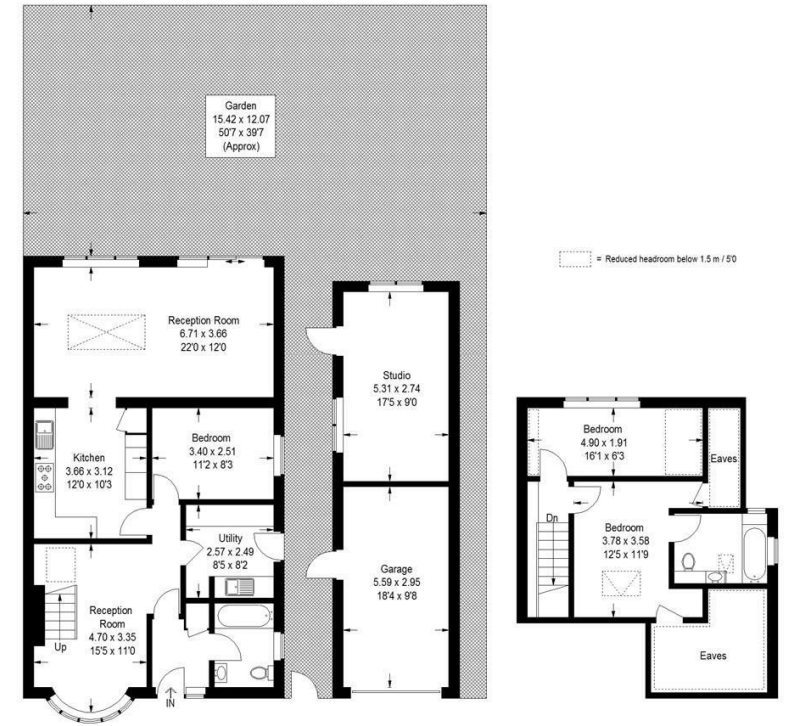 Garden
15.42 x 12.07
50'7 x 39'7
(Approx)
= Reduced headroom below 1.5 m / 5'0
Reception Room
6.71 x 3.66
22'0 x 12'0
Studio
5.31 x 2.74
17'5 x 9'0
Kitchen
3.66 x 3.12
12'0 x 10'3
Bedroom
3.40 x 2.51
11'2 x 8'3
Utility
2.57 x 2.49
8'5 x 8'2
Garage
5.59 x 2.95
18'4 x 9'8
Reception
Room
4.70 x 3.35
15'5 x 11'0
Up
IN
Bedroom
4.90 x 1.91
16'1 x 6'3
Eaves
Dn
Bedroom
3.78 x 3.58
12'5 x 11'9
Eaves